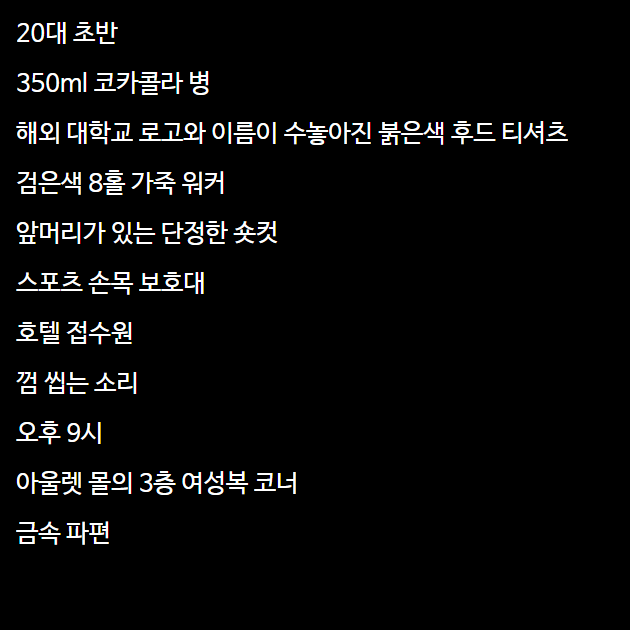 20대 초반
350ml 코카콜라 병
해외 대학교 로고와 이름이 수놓아진 붉은색 후드 티셔츠
검은색 8홀 가죽 워커
앞머리가 있는 단정한 숏컷
스포츠 손목 보호대
호텔 접수원
껌 씹는 소리
오후 9시
아울렛 몰의 3층 여성복 코너
금속 파편